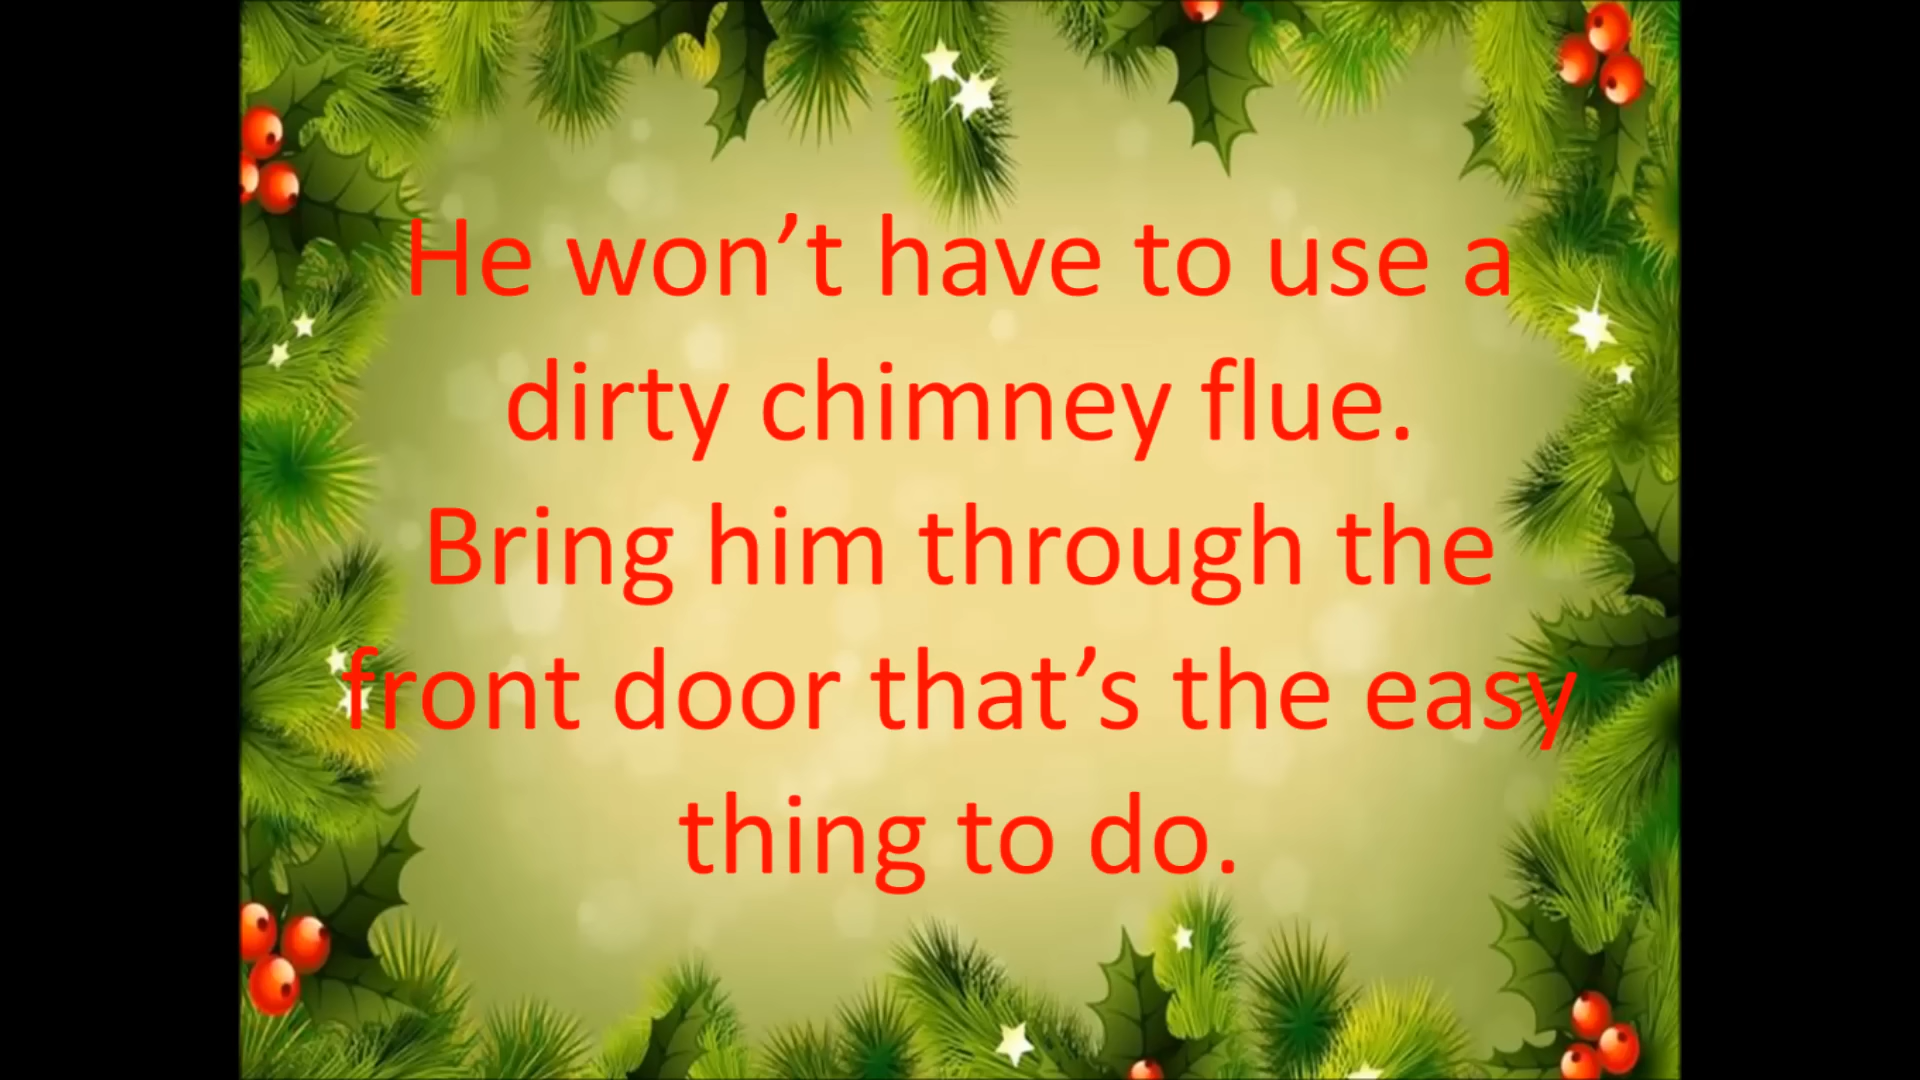 He won’t have to use a
dirty chimney flue.
Bring him through the
front door that’s the easy
thing to do.